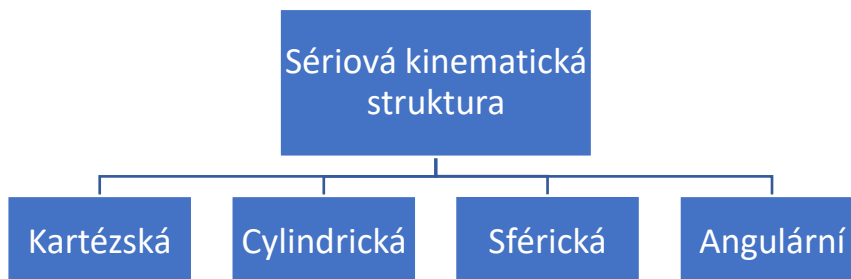 Sériová kinematická
struktura
Kartézská
Cylindrická
Sférická
Angulární